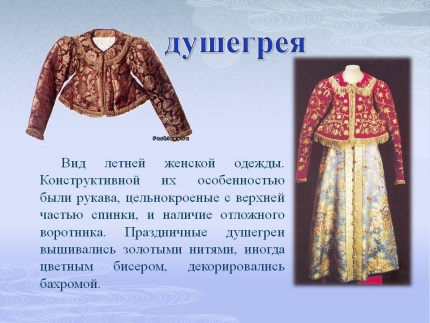 душегрея
Вид летней женской одежды.
Конструктивной их особенностью
были рукава, цельнокроеные с верхней
частью спинки, и наличие отложного
воротника. Праздничные душегреи
вышивались золотыми нитями, иногда
цветным бисером, декорировались
бахромой.